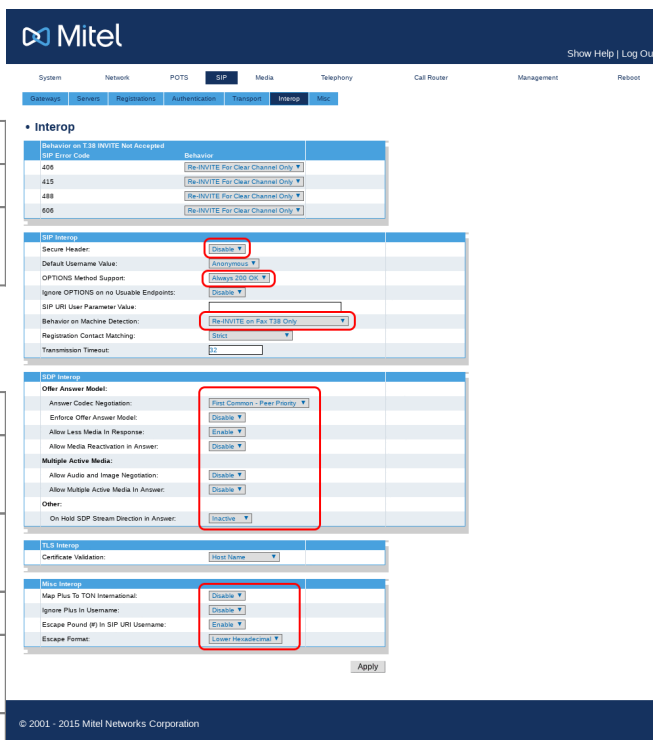 Mitel
Show Help | Log Ou
System Network POTS SIP Media Telephony Call Router Management Reboot
Gateways Servers Registrations Authentication Transport Interop Misc
• Interop
Behavior on T.38 INVITE Not Accepted
SIP Error Code Behavior
406 Re-INVITE For Clear Channel Only
415 Re-INVITE For Clear Channel Only
488 Re-INVITE For Clear Channel Only
606 Re-INVITE For Clear Channel Only
SIP Interop
Secure Header: Disable
Default Username Value: Anonymous
OPTIONS Method Support: Always 200 OK
Ignore OPTIONS on no Usuable Endpoints: Disable
SIP URI User Parameter Value:
Behavior on Machine Detection: Re-INVITE on Fax T38 Only
Registration Contact Matching: Strict
Transmission Timeout: 32
SDP Interop
Offer Answer Model:
Answer Codec Negotiation: First Common - Peer Priority
Enforce Offer Answer Model: Disable
Allow Less Media In Response: Enable
Allow Media Reactivation in Answer: Disable
Multiple Active Media:
Allow Audio and Image Negotiation: Disable
Allow Multiple Active Media In Answer: Disable
Other:
On Hold SDP Stream Direction in Answer: Inactive
TLS Interop
Certificate Validation: Host Name
Misc Interop
Map Plus To TON International: Disable
Ignore Plus In Username: Disable
Escape Pound (#) In SIP URI Username: Enable
Escape Format: Lower Hexadecimal
Apply
© 2001 - 2015 Mitel Networks Corporation